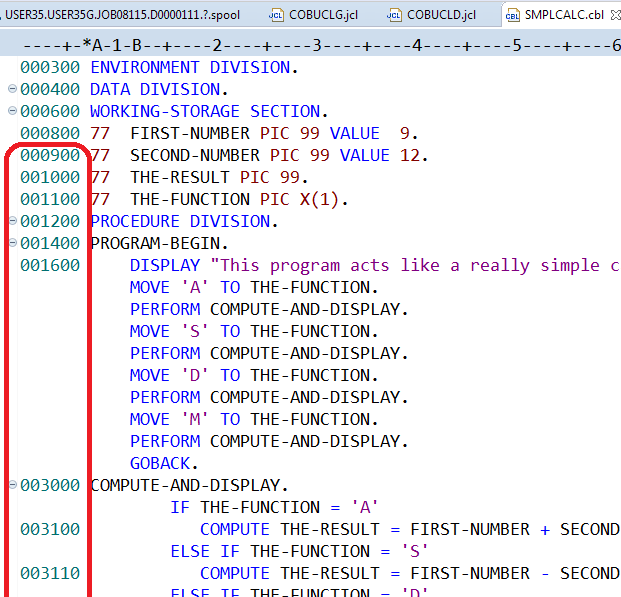 USER35.USER35G.JOB08115.D0000111.?.spool COBUCLG.jcl COBUCLD.jcl SMPLCALC.cbl
----+-*A-1-B--+----2----+----3----+----4----+----5----+----6
000300 ENVIRONMENT DIVISION.
000400 DATA DIVISION.
000600 WORKING-STORAGE SECTION.
000800 77  FIRST-NUMBER PIC 99 VALUE  9.
000900 77  SECOND-NUMBER PIC 99 VALUE 12.
001000 77  THE-RESULT PIC 99.
001100 77  THE-FUNCTION PIC X(1).
001200 PROCEDURE DIVISION.
001400 PROGRAM-BEGIN.
001600     DISPLAY "This program acts like a really simple c
MOVE 'A' TO THE-FUNCTION.
PERFORM COMPUTE-AND-DISPLAY.
MOVE 'S' TO THE-FUNCTION.
PERFORM COMPUTE-AND-DISPLAY.
MOVE 'D' TO THE-FUNCTION.
PERFORM COMPUTE-AND-DISPLAY.
MOVE 'M' TO THE-FUNCTION.
PERFORM COMPUTE-AND-DISPLAY.
GOBACK.
003000 COMPUTE-AND-DISPLAY.
IF THE-FUNCTION = 'A'
003100            COMPUTE THE-RESULT = FIRST-NUMBER + SECOND
ELSE IF THE-FUNCTION = 'S'
003110            COMPUTE THE-RESULT = FIRST-NUMBER - SECOND
ELSE IF THE-FUNCTION = 'D'